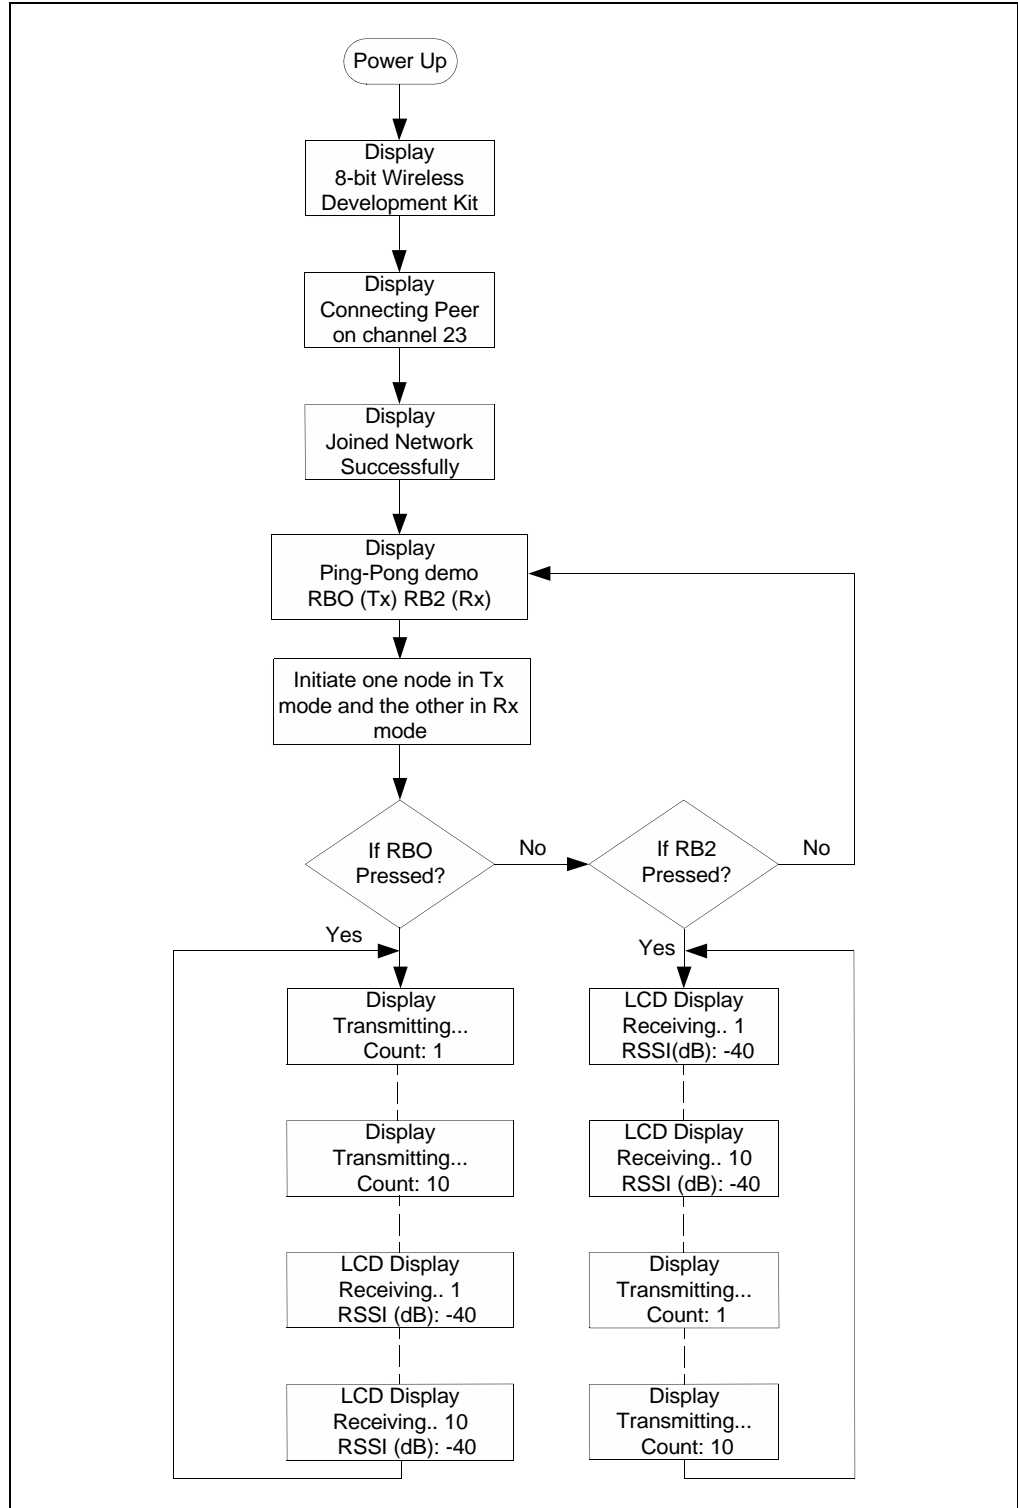 Power Up
Display
8-bit Wireless
Development Kit
Display
Connecting Peer
on channel 23
Display
Joined Network
Successfully
Display
Ping-Pong demo
RBO (Tx) RB2 (Rx)
Initiate one node in Tx
mode and the other in Rx
mode
If RBO
Pressed?
No
If RB2
Pressed?
No
Yes
Display
Transmitting...
Count: 1
Display
Transmitting...
Count: 10
LCD Display
Receiving.. 1
RSSI (dB): -40
LCD Display
Receiving.. 10
RSSI (dB): -40
Yes
LCD Display
Receiving.. 1
RSSI(dB): -40
LCD Display
Receiving.. 10
RSSI (dB): -40
Display
Transmitting...
Count: 1
Display
Transmitting...
Count: 10